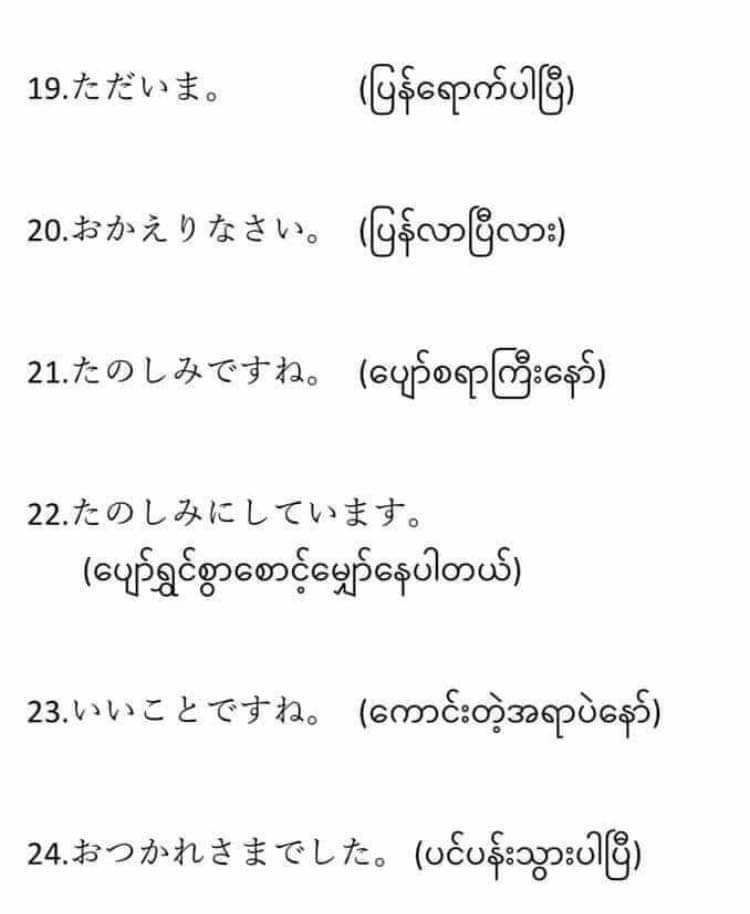 19.ただいま。 (ပြန်ရောက်ပါပြီ)
20.おかえりなさい。 (ပြန်လာပြီလား)
21.たのしみですね。 (ပျော်စရာကြီးနော်)
22.たのしみにしています。
(ပျော်ရွှင်စွာစောင့်မျှော်နေပါတယ်)
23.いいことですね。 (ကောင်းတဲ့အရာပဲနော်)
24.おつかれさまでした。 (ပင်ပန်းသွားပါပြီ)